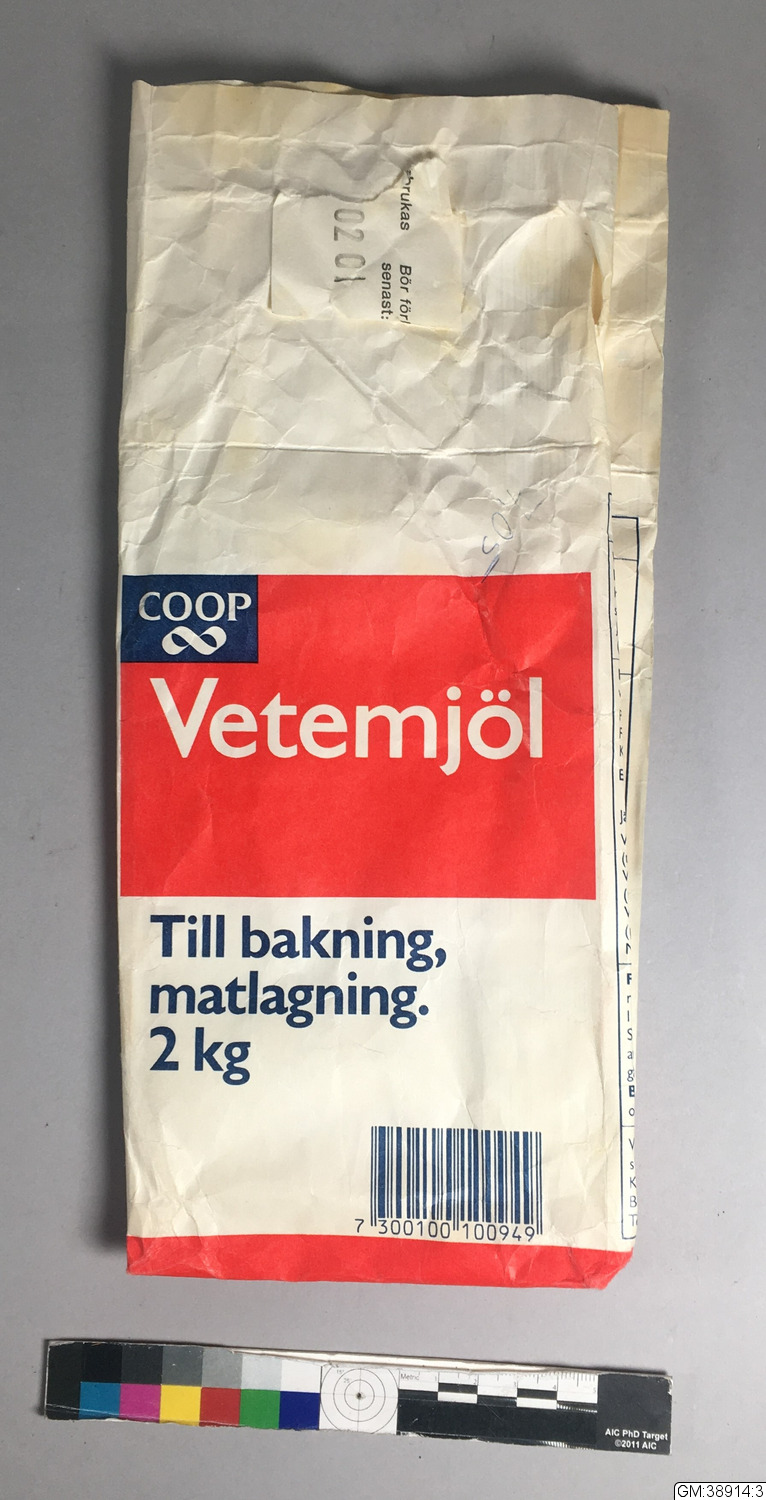 Bör för
brukas
senast:
02 01
COOP
Vetemjöl
Till bakning,
matlagning.
2 kg
7 300100 100949
Metric
AIC PhD Target
©2011 AIC
GM:38914:3